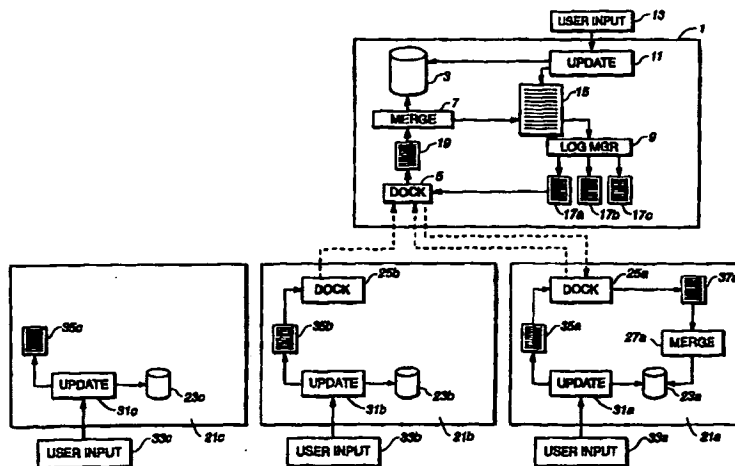 USER INPUT 13
1
UPDATE 11
3
15
7
MERGE
19
9
LOG MGR
5
DOCK
17a 17b 17c
25b
DOCK
25a
DOCK
37a
35c
35b
35a
27a
MERGE
UPDATE
23c
31c
UPDATE
23b
31b
UPDATE
23a
31a
USER INPUT
33c
21c
USER INPUT
33b
21b
USER INPUT
33a
21a